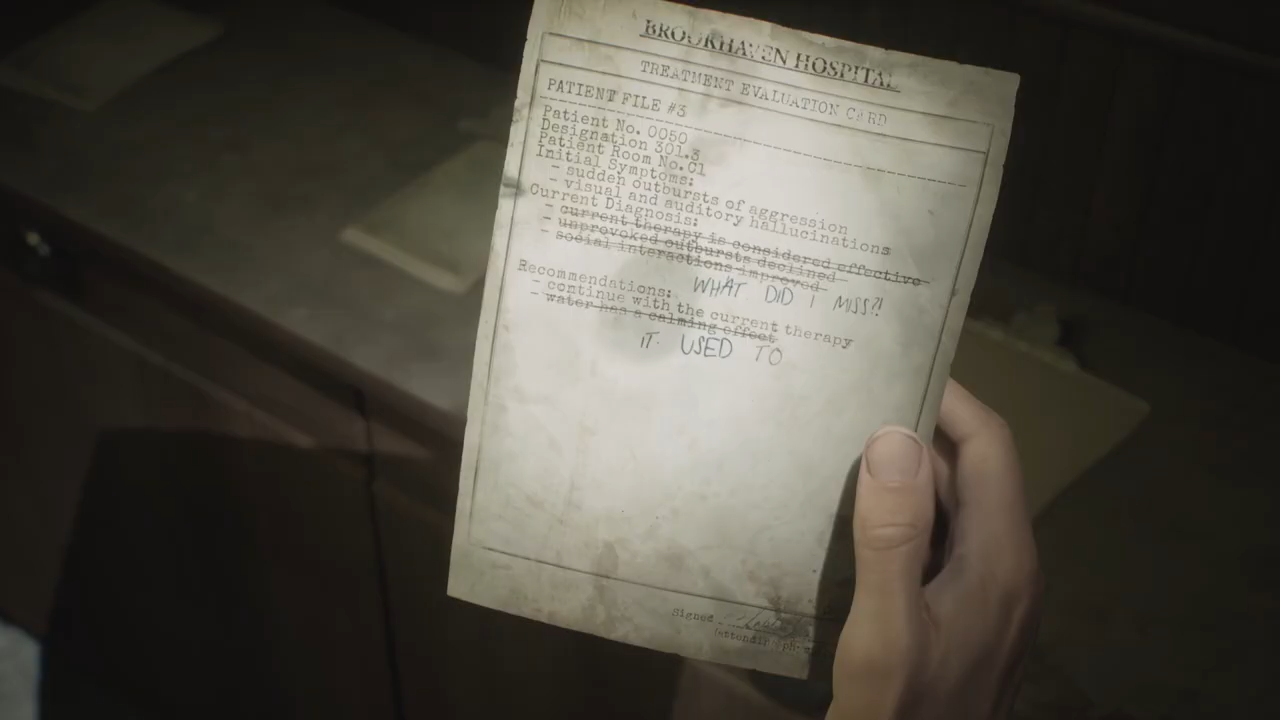 BROOKHAVEN HOSPITAL
TREATMENT EVALUATION CARD
PATIENT FILE #3
Patient No. 0050
Designation 301.3
Patient Room No.C1
Initial Symptoms:
- sudden outbursts of aggression
- visual and auditory hallucinations
Current Diagnosis:
- current therapy is considered effective
- unprovoked outbursts declined
- social interactions improved
WHAT DID I MISS?!
Recommendations:
- continue with the current therapy
- water has a calming effect
IT USED TO
Signed
(attending